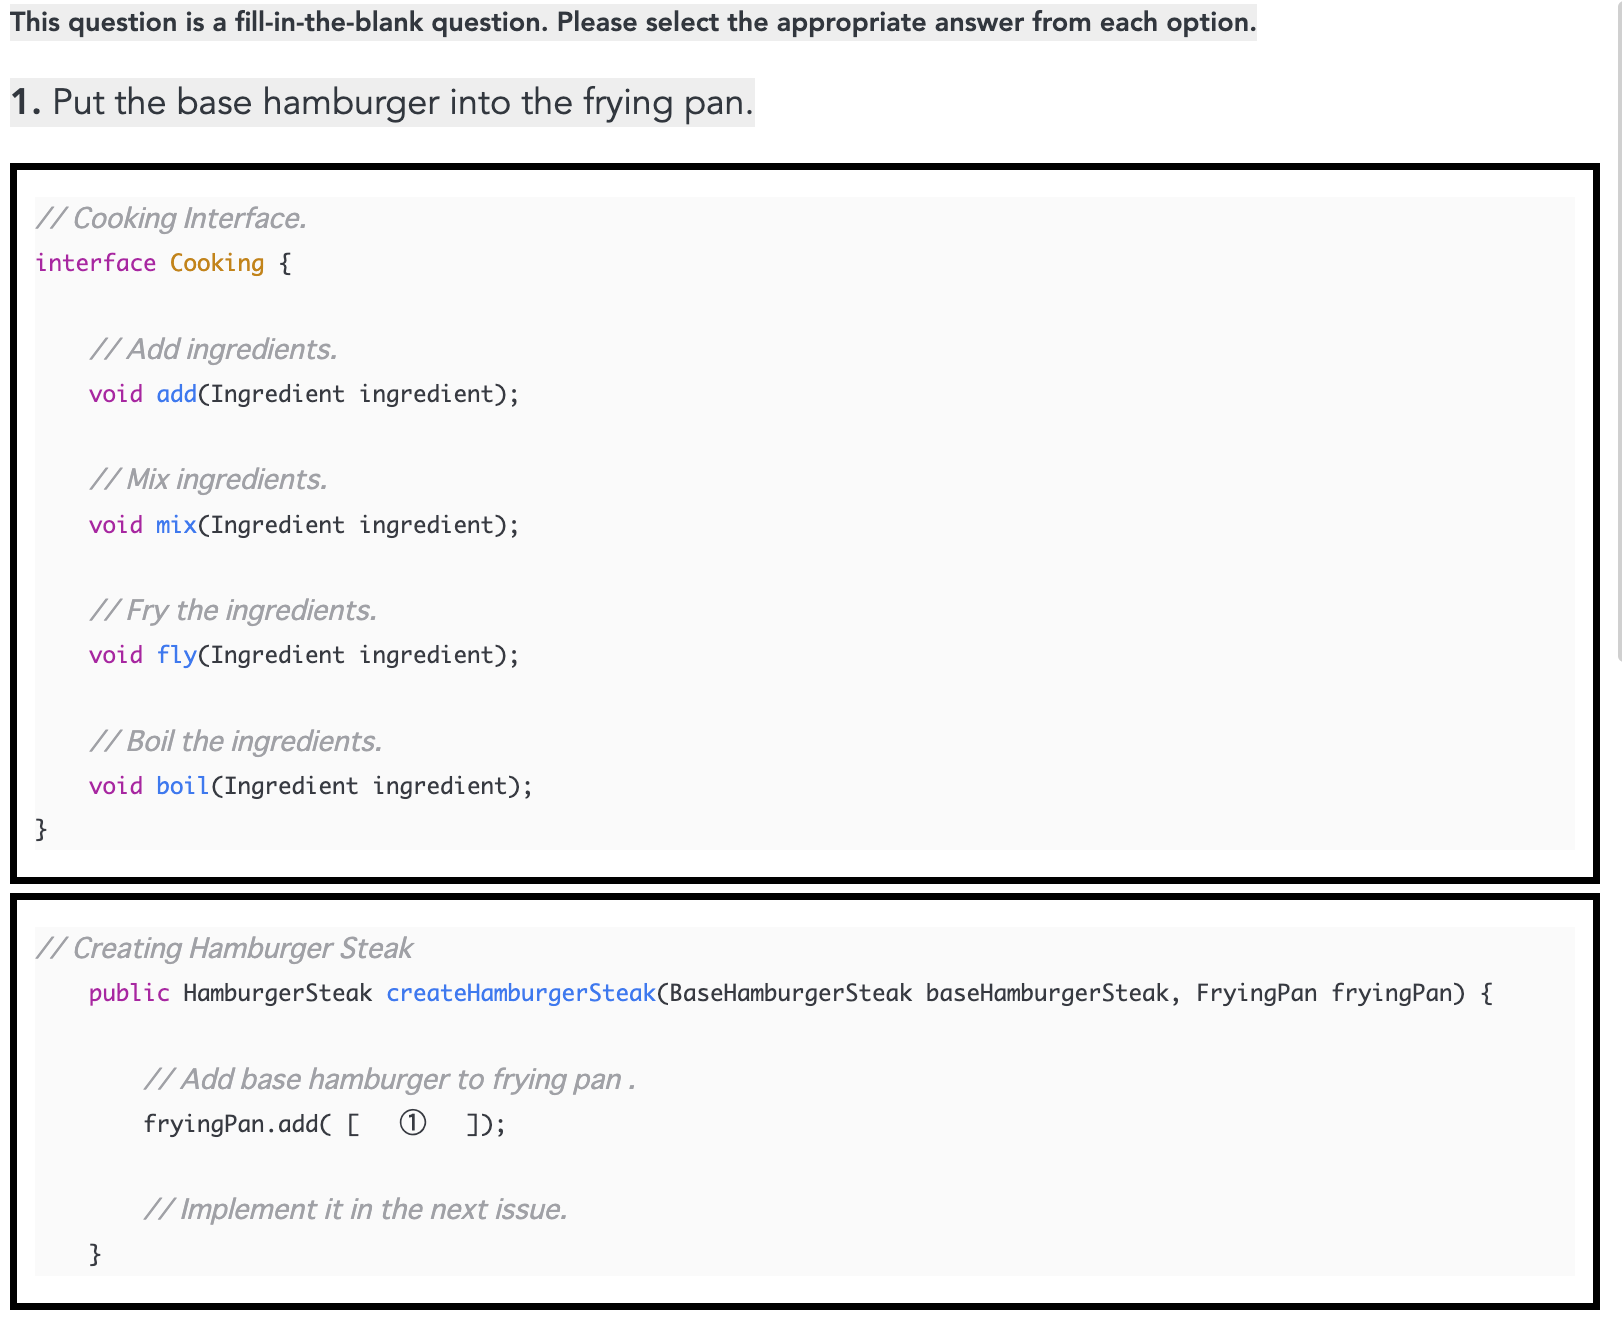 This question is a fill-in-the-blank question. Please select the appropriate answer from each option.
1. Put the base hamburger into the frying pan.
// Cooking Interface.
interface Cooking {
// Add ingredients.
void add(Ingredient ingredient);
// Mix ingredients.
void mix(Ingredient ingredient);
// Fry the ingredients.
void fly(Ingredient ingredient);
// Boil the ingredients.
void boil(Ingredient ingredient);
}
// Creating Hamburger Steak
public HamburgerSteak createHamburgerSteak(BaseHamburgerSteak baseHamburgerSteak, FryingPan fryingPan) {
// Add base hamburger to frying pan .
fryingPan.add( [ ① ]);
// Implement it in the next issue.
}